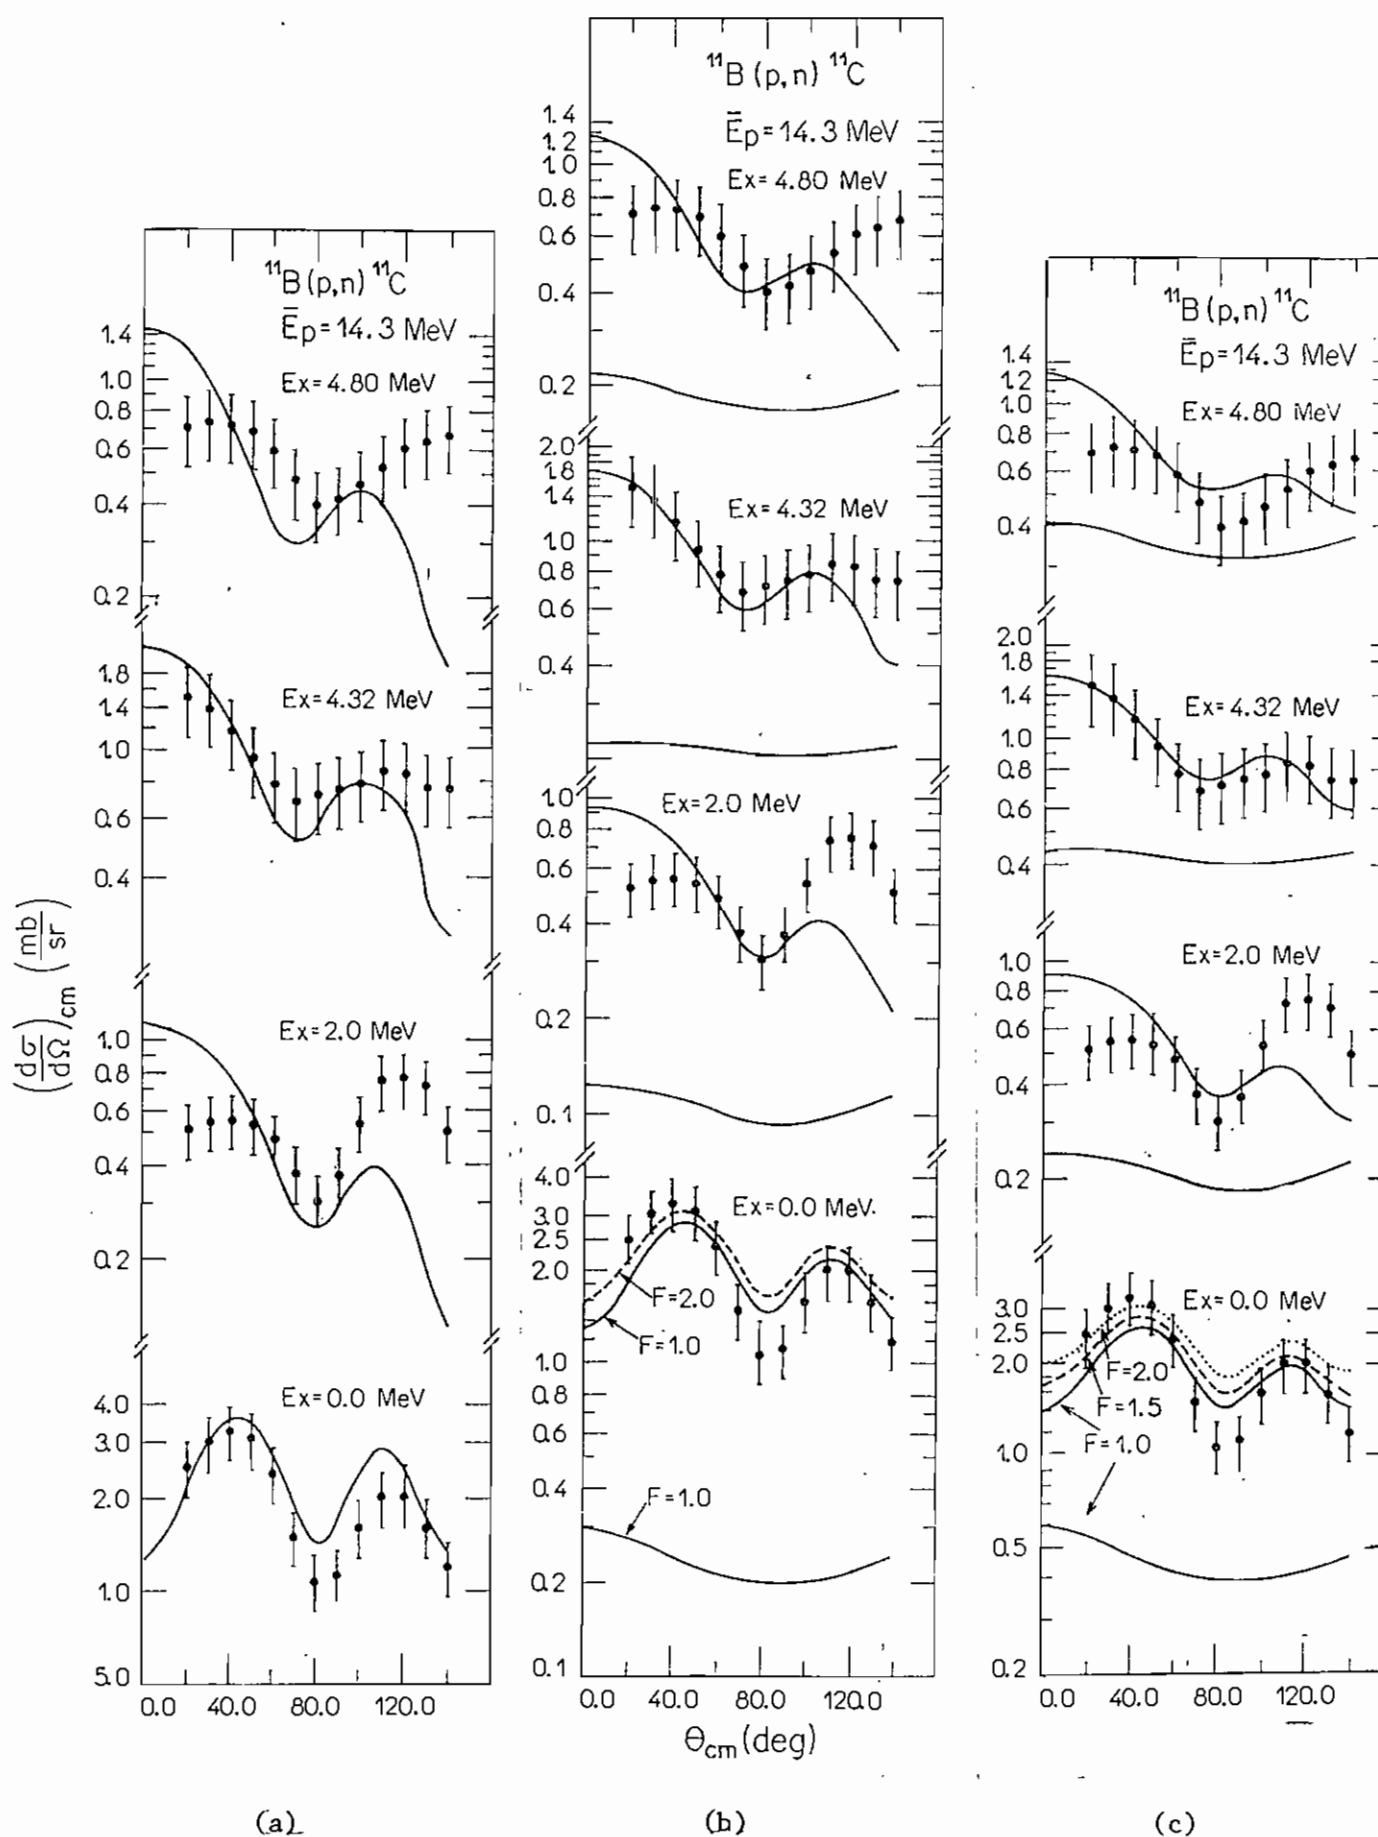 (dσ/dΩ)cm (mb/sr)
¹¹B(p,n)¹¹C
E̅p=14.3 MeV
Ex=4.80 MeV
1.4
1.0
0.8
0.6
0.4
0.2
Ex=4.32 MeV
1.8
1.4
1.0
0.6
0.4
Ex=2.0 MeV
1.0
0.8
0.6
0.4
0.2
Ex=0.0 MeV
4.0
3.0
2.0
1.0
5.0
0.0 40.0 80.0 120.0
(a)
¹¹B(p,n)¹¹C
E̅p=14.3 MeV
Ex=4.80 MeV
1.4
1.2
1.0
0.8
0.6
0.4
0.2
Ex=4.32 MeV
2.0
1.8
1.4
1.0
0.8
0.6
0.4
Ex=2.0 MeV
1.0
0.8
0.6
0.4
0.2
0.1
Ex=0.0 MeV.
4.0
3.0
2.5
2.0
F=2.0
F=1.0
1.0
0.8
0.6
0.4
F=1.0
0.2
0.1
0.0 40.0 80.0 120.0
θcm(deg)
(b)
¹¹B(p,n)¹¹C
E̅p=14.3 MeV
Ex=4.80 MeV
1.4
1.2
1.0
0.8
0.6
0.4
Ex=4.32 MeV
2.0
1.8
1.4
1.0
0.8
0.6
0.4
Ex=2.0 MeV
1.0
0.8
0.6
0.4
0.2
Ex=0.0 MeV
3.0
2.5
2.0
F=2.0
F=1.5
F=1.0
1.0
0.5
0.2
0.0 40.0 80.0 120.0
(c)